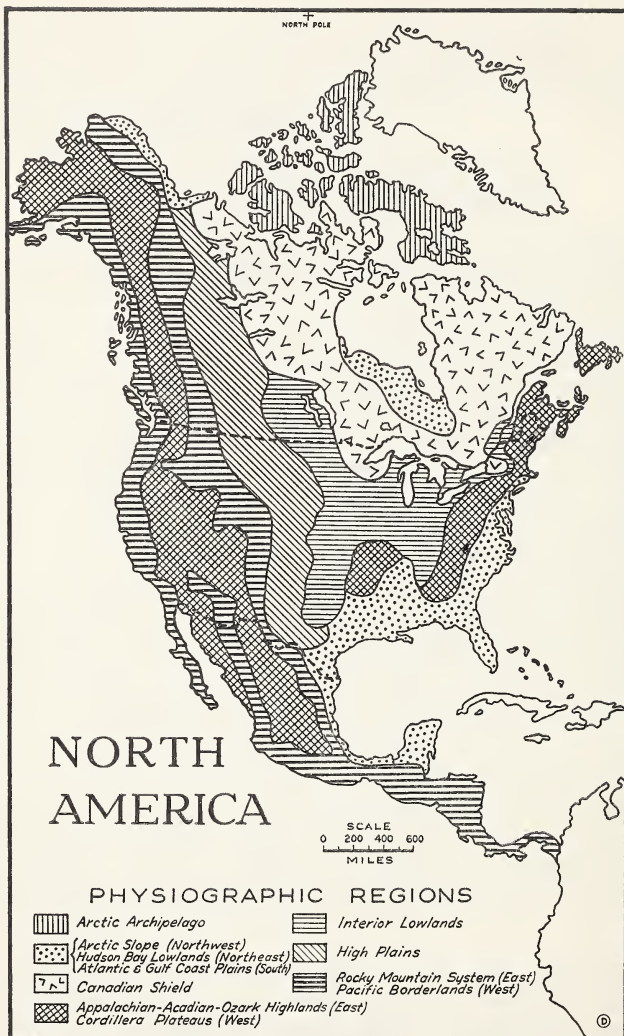 NORTH POLE
NORTH
AMERICA
SCALE
0 200 400 600
MILES
PHYSIOGRAPHIC REGIONS
Arctic Archipelago
Arctic Slope (Northwest)
Hudson Bay Lowlands (Northeast)
Atlantic & Gulf Coast Plains (South)
Canadian Shield
Appalachian-Acadian-Ozark Highlands (East)
Cordillera Plateaus (West)
Interior Lowlands
High Plains
Rocky Mountain System (East)
Pacific Borderlands (West)
D